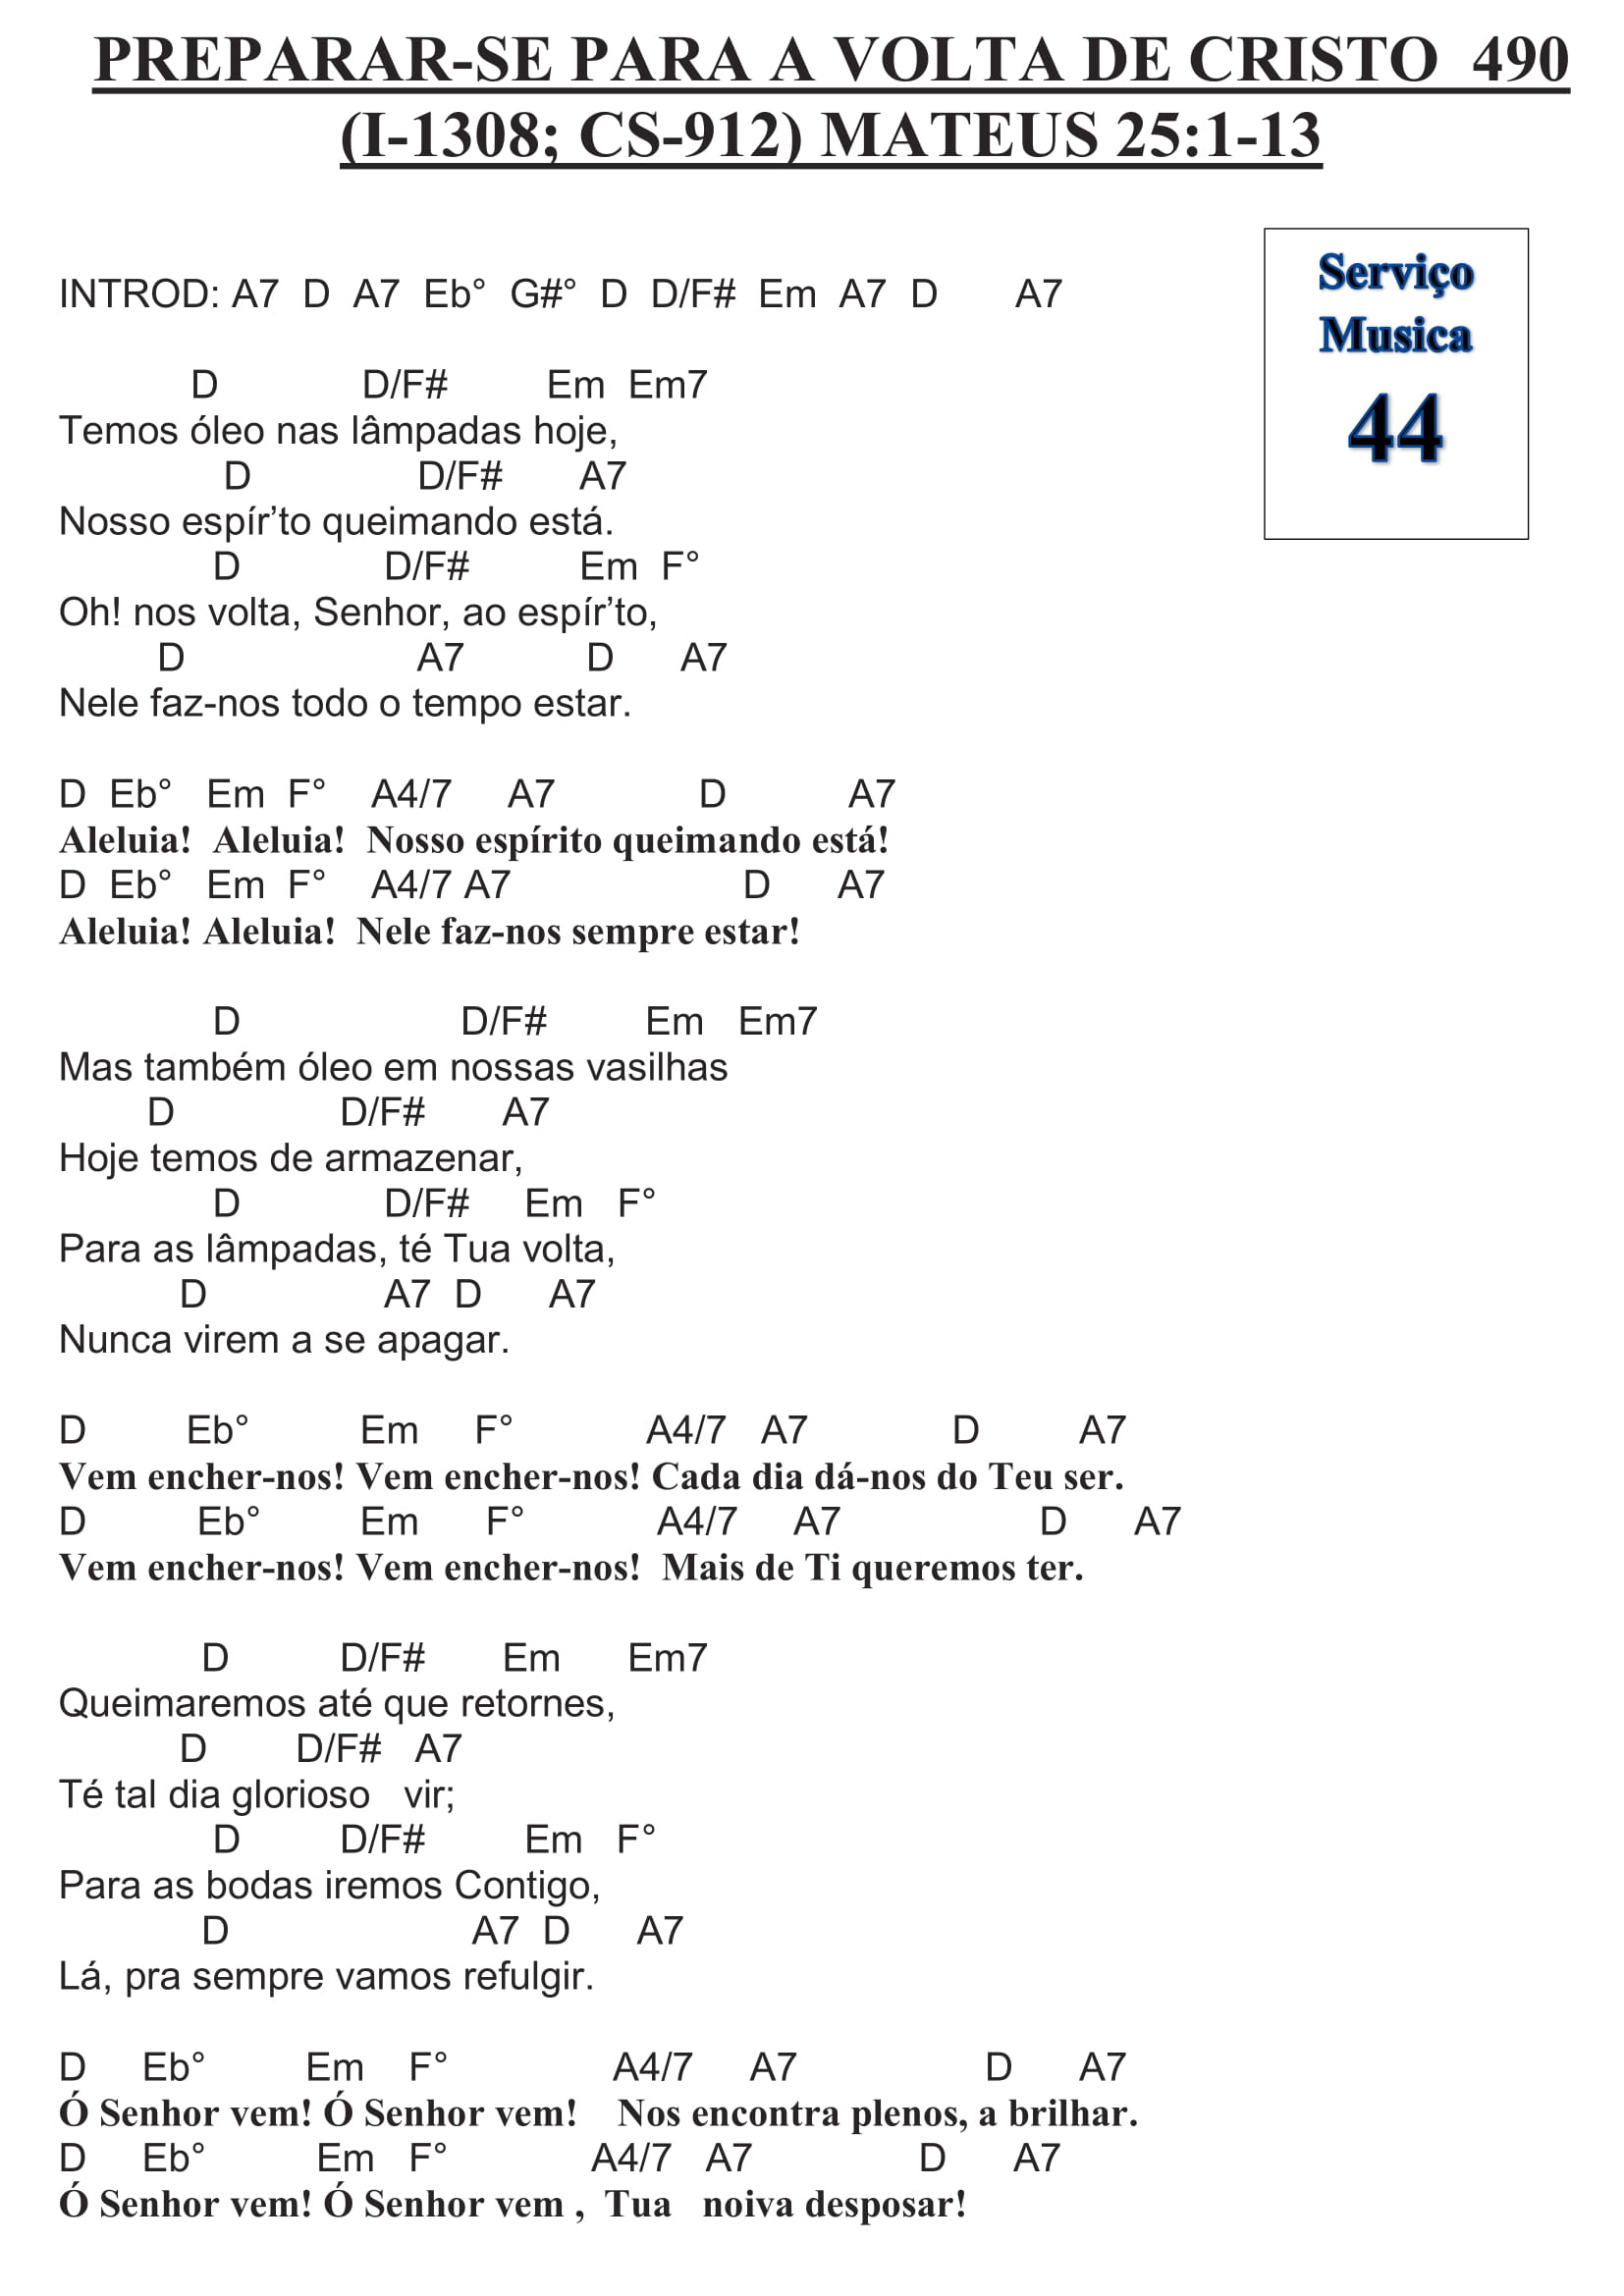 PREPARAR-SE PARA A VOLTA DE CRISTO 490
(I-1308; CS-912) MATEUS 25:1-13
Serviço
Musica
44
INTROD: A7 D A7 Eb° G#° D D/F# Em A7 D A7
D D/F# Em Em7
Temos óleo nas lâmpadas hoje,
D D/F# A7
Nosso espír’to queimando está.
D D/F# Em F°
Oh! nos volta, Senhor, ao espír’to,
D A7 D A7
Nele faz-nos todo o tempo estar.
D Eb° Em F° A4/7 A7 D A7
Aleluia! Aleluia! Nosso espírito queimando está!
D Eb° Em F° A4/7 A7 D A7
Aleluia! Aleluia! Nele faz-nos sempre estar!
D D/F# Em Em7
Mas também óleo em nossas vasilhas
D D/F# A7
Hoje temos de armazenar,
D D/F# Em F°
Para as lâmpadas, té Tua volta,
D A7 D A7
Nunca virem a se apagar.
D Eb° Em F° A4/7 A7 D A7
Vem encher-nos! Vem encher-nos! Cada dia dá-nos do Teu ser.
D Eb° Em F° A4/7 A7 D A7
Vem encher-nos! Vem encher-nos! Mais de Ti queremos ter.
D D/F# Em Em7
Queimaremos até que retornes,
D D/F# A7
Té tal dia glorioso vir;
D D/F# Em F°
Para as bodas iremos Contigo,
D A7 D A7
Lá, pra sempre vamos refulgir.
D Eb° Em F° A4/7 A7 D A7
Ó Senhor vem! Ó Senhor vem! Nos encontra plenos, a brilhar.
D Eb° Em F° A4/7 A7 D A7
Ó Senhor vem! Ó Senhor vem , Tua noiva desposar!